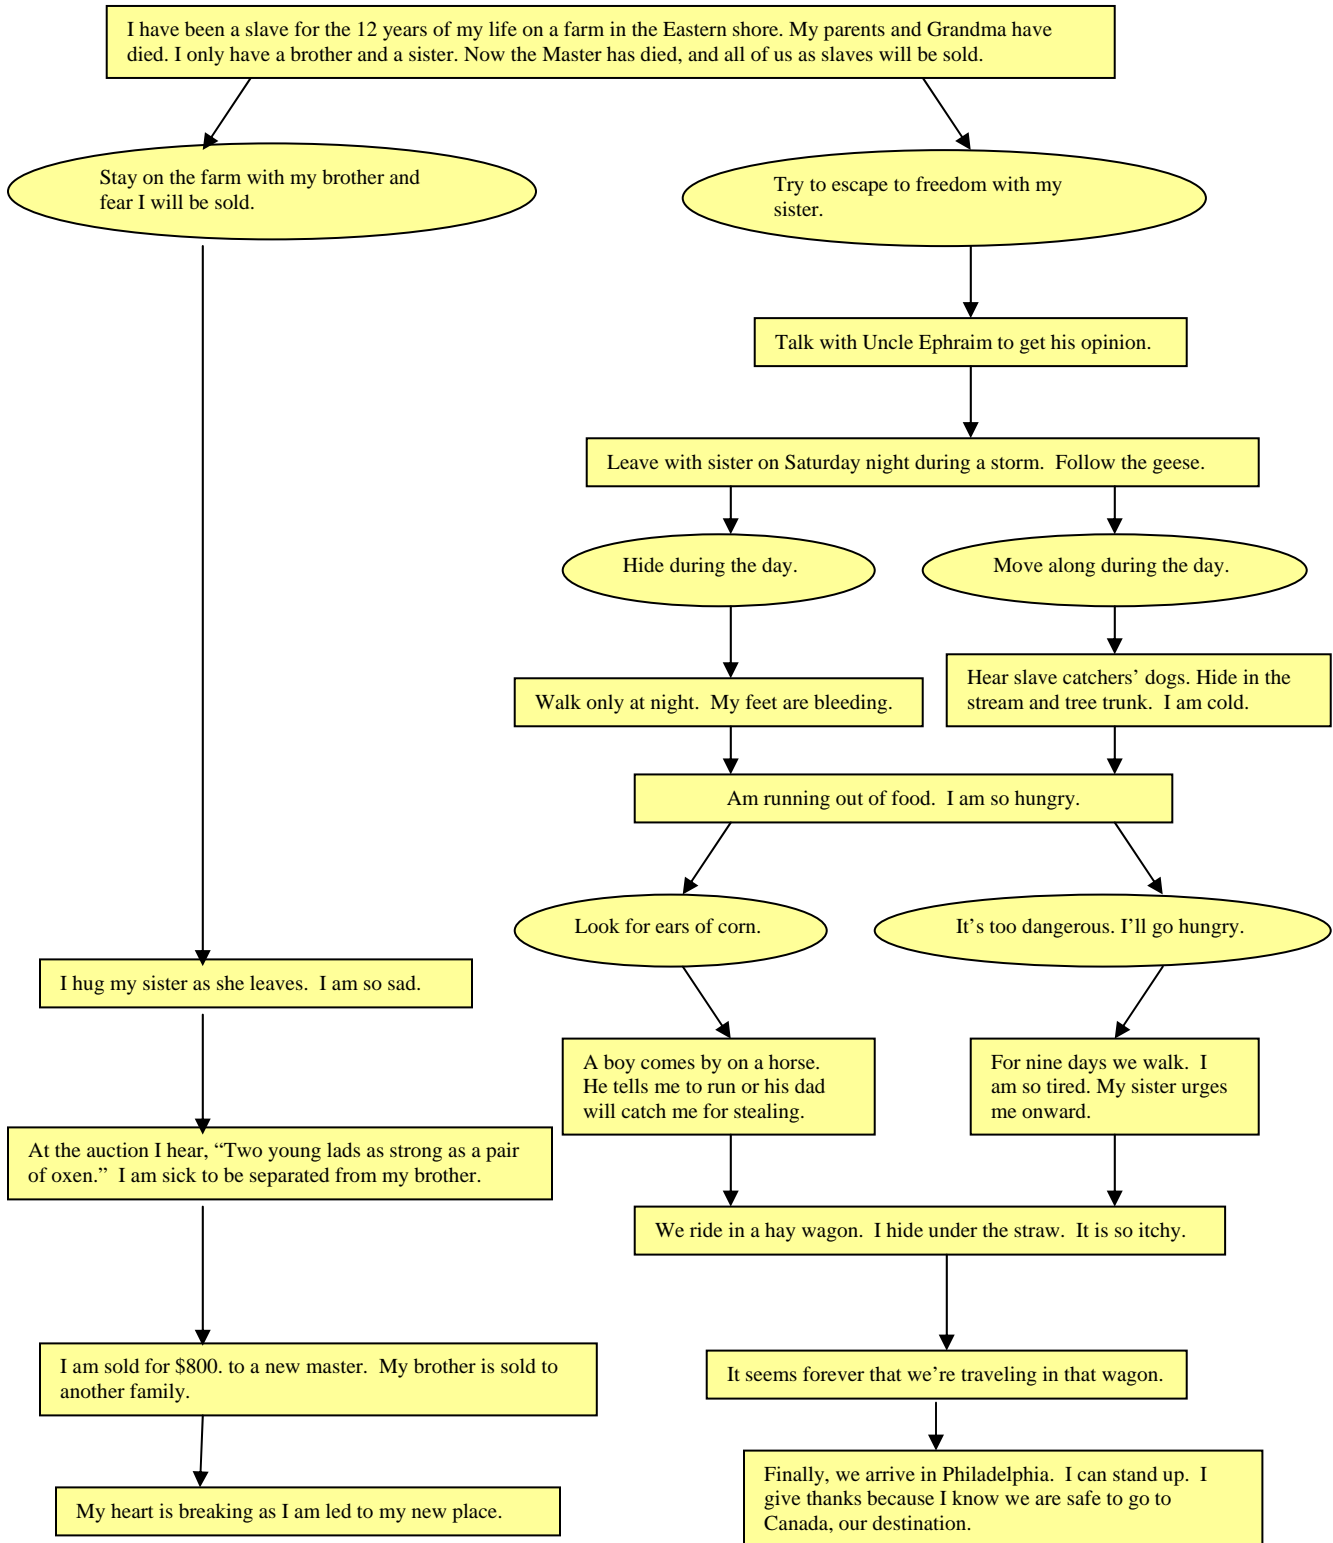 I have been a slave for the 12 years of my life on a farm in the Eastern shore. My parents and Grandma have
died. I only have a brother and a sister. Now the Master has died, and all of us as slaves will be sold.
Stay on the farm with my brother and
fear I will be sold.
Try to escape to freedom with my
sister.
Talk with Uncle Ephraim to get his opinion.
Leave with sister on Saturday night during a storm.  Follow the geese.
Hide during the day.
Move along during the day.
Walk only at night.  My feet are bleeding.
Hear slave catchers’ dogs. Hide in the
stream and tree trunk.  I am cold.
Am running out of food.  I am so hungry.
Look for ears of corn.
It’s too dangerous. I’ll go hungry.
I hug my sister as she leaves.  I am so sad.
A boy comes by on a horse.
He tells me to run or his dad
will catch me for stealing.
For nine days we walk.  I
am so tired. My sister urges
me onward.
At the auction I hear, “Two young lads as strong as a pair
of oxen.”  I am sick to be separated from my brother.
We ride in a hay wagon.  I hide under the straw.  It is so itchy.
I am sold for $800. to a new master.  My brother is sold to
another family.
It seems forever that we’re traveling in that wagon.
My heart is breaking as I am led to my new place.
Finally, we arrive in Philadelphia.  I can stand up.  I
give thanks because I know we are safe to go to
Canada, our destination.